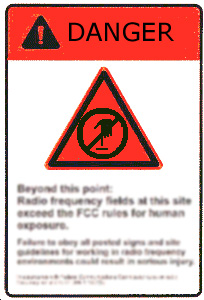 DANGER
Beyond this point:
Radio frequency fields at this site
exceed the FCC rules for human
exposure.
Failure to obey all posted signs and site
guidelines for working in radio frequency
environments could result in serious injury.